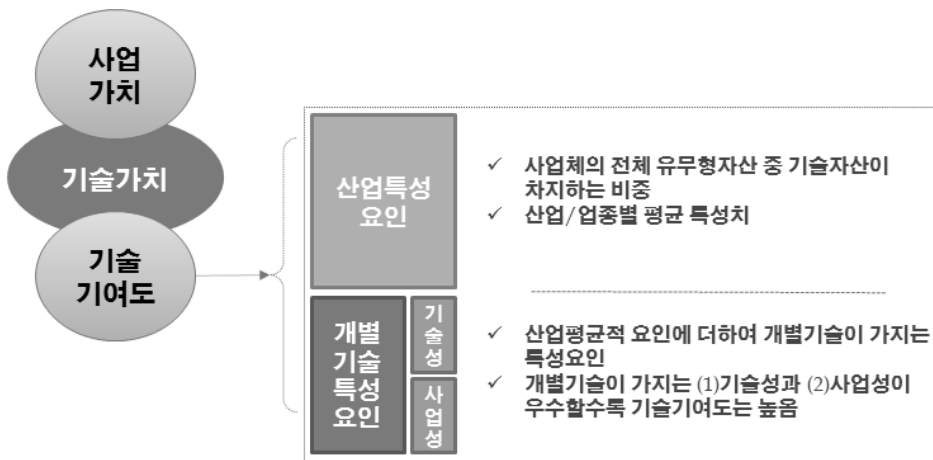 사업
가치
기술가치
기술
기여도
산업특성
요인
✓ 사업체의 전체 유무형자산 중 기술자산이
차지하는 비중
✓ 산업/업종별 평균 특성치
개별
기술
특성
요인
기
술
성
사
업
성
✓ 산업평균적 요인에 더하여 개별기술이 가지는
특성요인
✓ 개별기술이 가지는 (1)기술성과 (2)사업성이
우수할수록 기술기여도는 높음